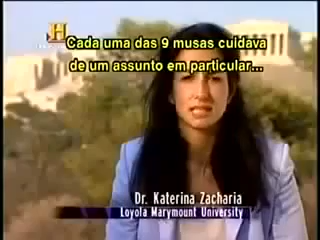 H
Cada uma das 9 musas cuidava
de um assunto em particular...
Dr. Katerina Zacharia
Loyola Marymount University